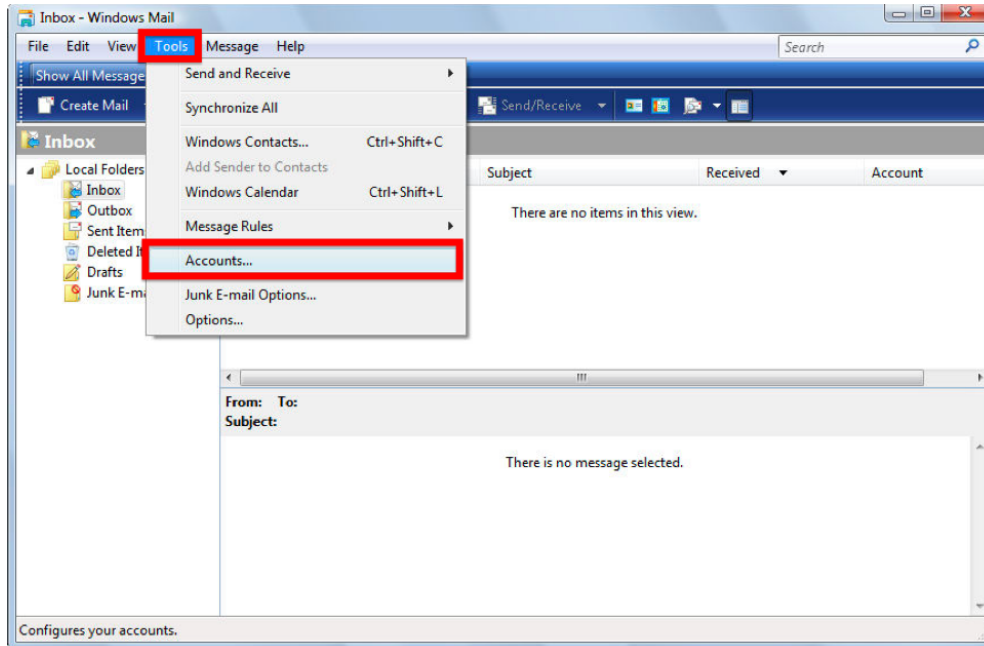 Inbox - Windows Mail
File Edit View Tools Message Help Search
Show All Message
Create Mail Send/Receive
Inbox
Send and Receive
Synchronize All
Windows Contacts... Ctrl+Shift+C
Add Sender to Contacts
Windows Calendar Ctrl+Shift+L
Message Rules
Accounts...
Junk E-mail Options...
Options...
Local Folders
Inbox
Outbox
Sent Item
Deleted It
Drafts
Junk E-ma
Subject Received Account
There are no items in this view.
From: To:
Subject:
There is no message selected.
Configures your accounts.